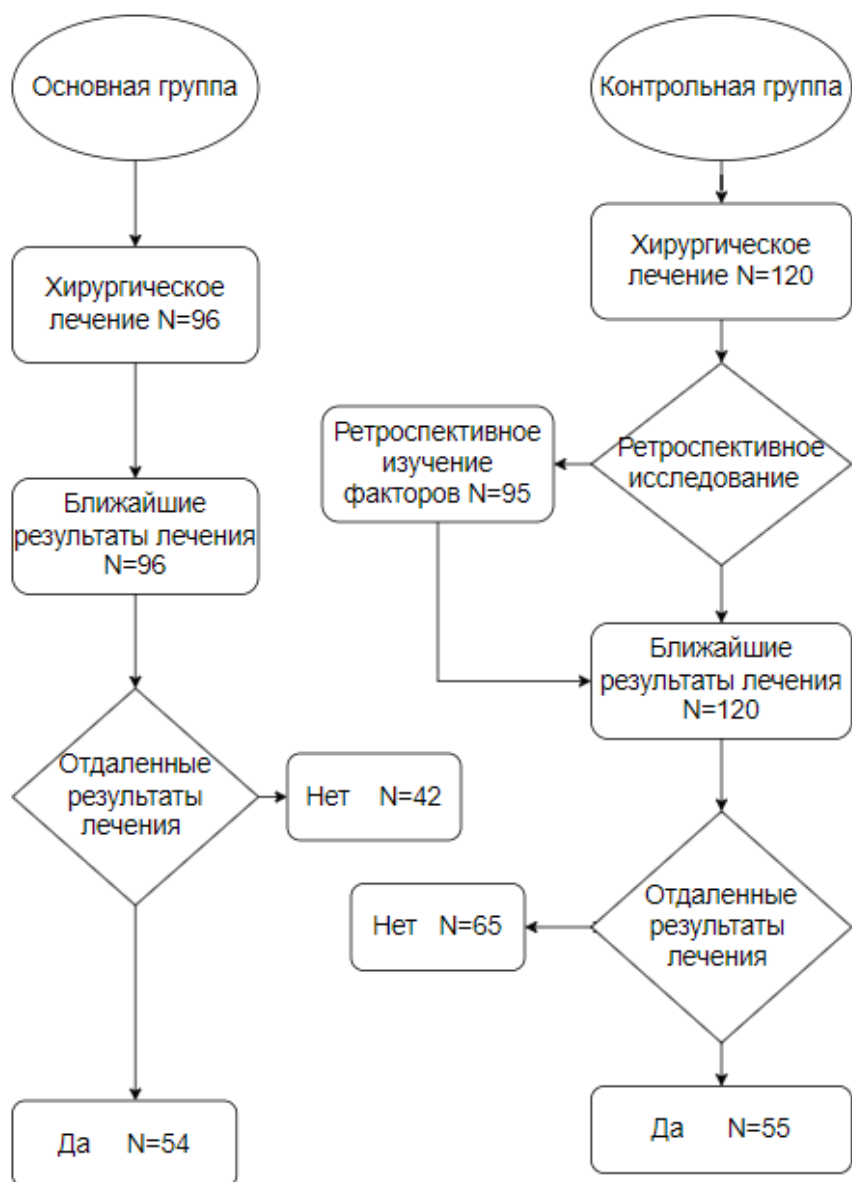 Основная группа
Хирургическое
лечение N=96
Ближайшие
результаты лечения
N=96
Отдаленные
результаты
лечения
Нет N=42
Да N=54
Контрольная группа
Хирургическое
лечение N=120
Ретроспективное
исследование
Ретроспективное
изучение
факторов N=95
Ближайшие
результаты лечения
N=120
Отдаленные
результаты
лечения
Нет N=65
Да N=55